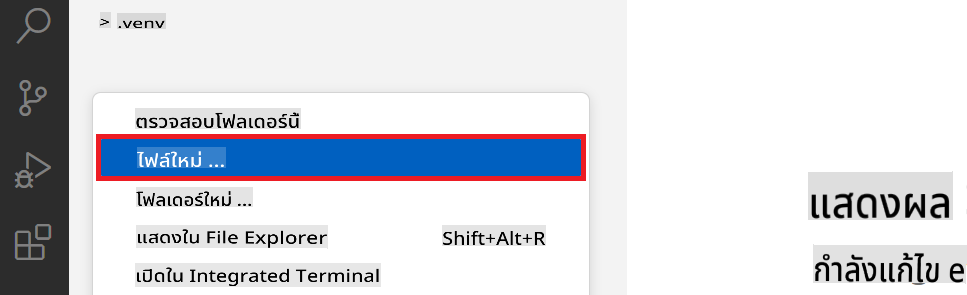 > .venv
ตรวจสอบโฟลเดอร์นี้
ไฟล์ใหม่ ...
โฟลเดอร์ใหม่ ...
แสดงใน File Explorer Shift+Alt+R
เปิดใน Integrated Terminal
แสดงผล
กำลังแก้ไข e